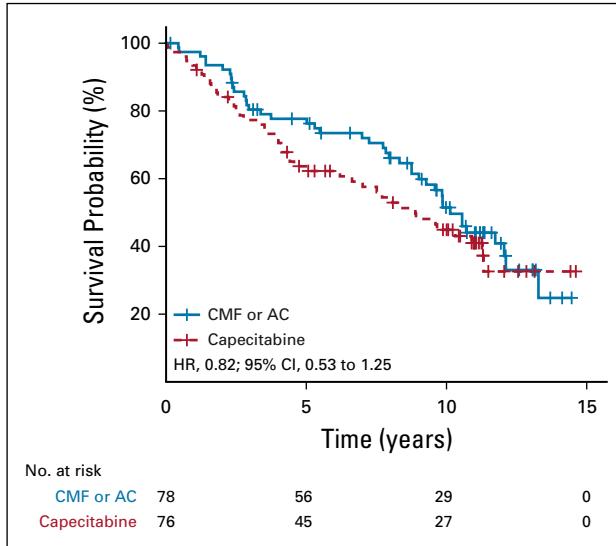 100
80
60
40
20
Survival Probability (%)
CMF or AC
Capecitabine
HR, 0.82; 95% CI, 0.53 to 1.25
0 5 10 15
Time (years)
No. at risk
CMF or AC 78 56 29 0
Capecitabine 76 45 27 0